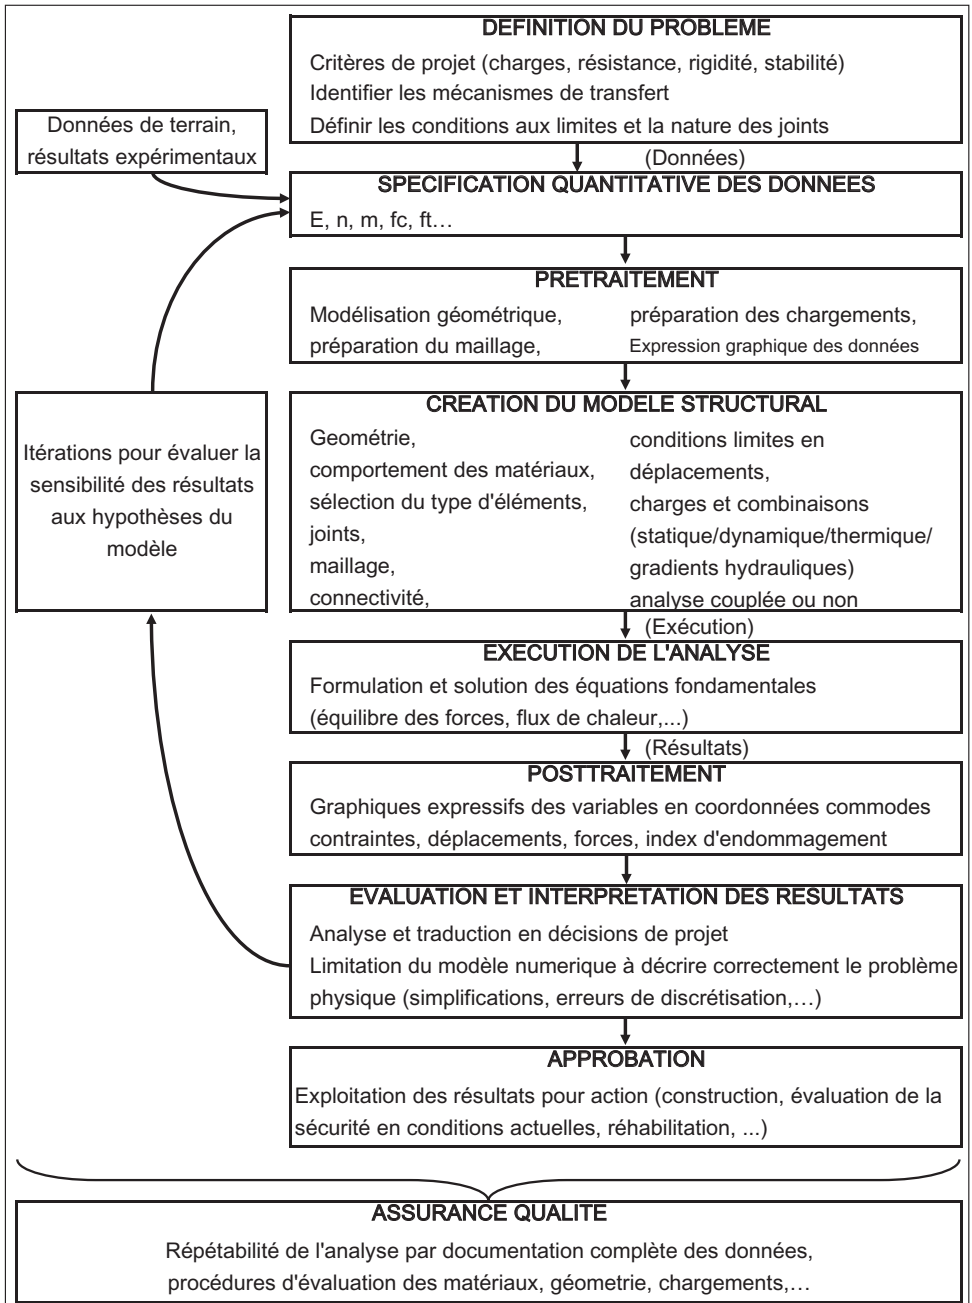 DEFINITION DU PROBLEME
Critères de projet (charges, résistance, rigidité, stabilité)
Identifier les mécanismes de transfert
Définir les conditions aux limites et la nature des joints
Données de terrain,
résultats expérimentaux
(Données)
SPECIFICATION QUANTITATIVE DES DONNEES
E, n, m, fc, ft…
PRETRAITEMENT
Modélisation géométrique,
préparation du maillage,
préparation des chargements,
Expression graphique des données
CREATION DU MODELE STRUCTURAL
Geométrie,
comportement des matériaux,
sélection du type d'éléments,
joints,
maillage,
connectivité,
conditions limites en
déplacements,
charges et combinaisons
(statique/dynamique/thermique/
gradients hydrauliques)
analyse couplée ou non
Itérations pour évaluer la
sensibilité des résultats
aux hypothèses du
modèle
(Exécution)
EXECUTION DE L'ANALYSE
Formulation et solution des équations fondamentales
(équilibre des forces, flux de chaleur,...)
(Résultats)
POSTTRAITEMENT
Graphiques expressifs des variables en coordonnées commodes
contraintes, déplacements, forces, index d'endommagement
EVALUATION ET INTERPRETATION DES RESULTATS
Analyse et traduction en décisions de projet
Limitation du modèle numerique à décrire correctement le problème
physique (simplifications, erreurs de discrétisation,…)
APPROBATION
Exploitation des résultats pour action (construction, évaluation de la
sécurité en conditions actuelles, réhabilitation, ...)
ASSURANCE QUALITE
Répétabilité de l'analyse par documentation complète des données,
procédures d'évaluation des matériaux, géometrie, chargements,…